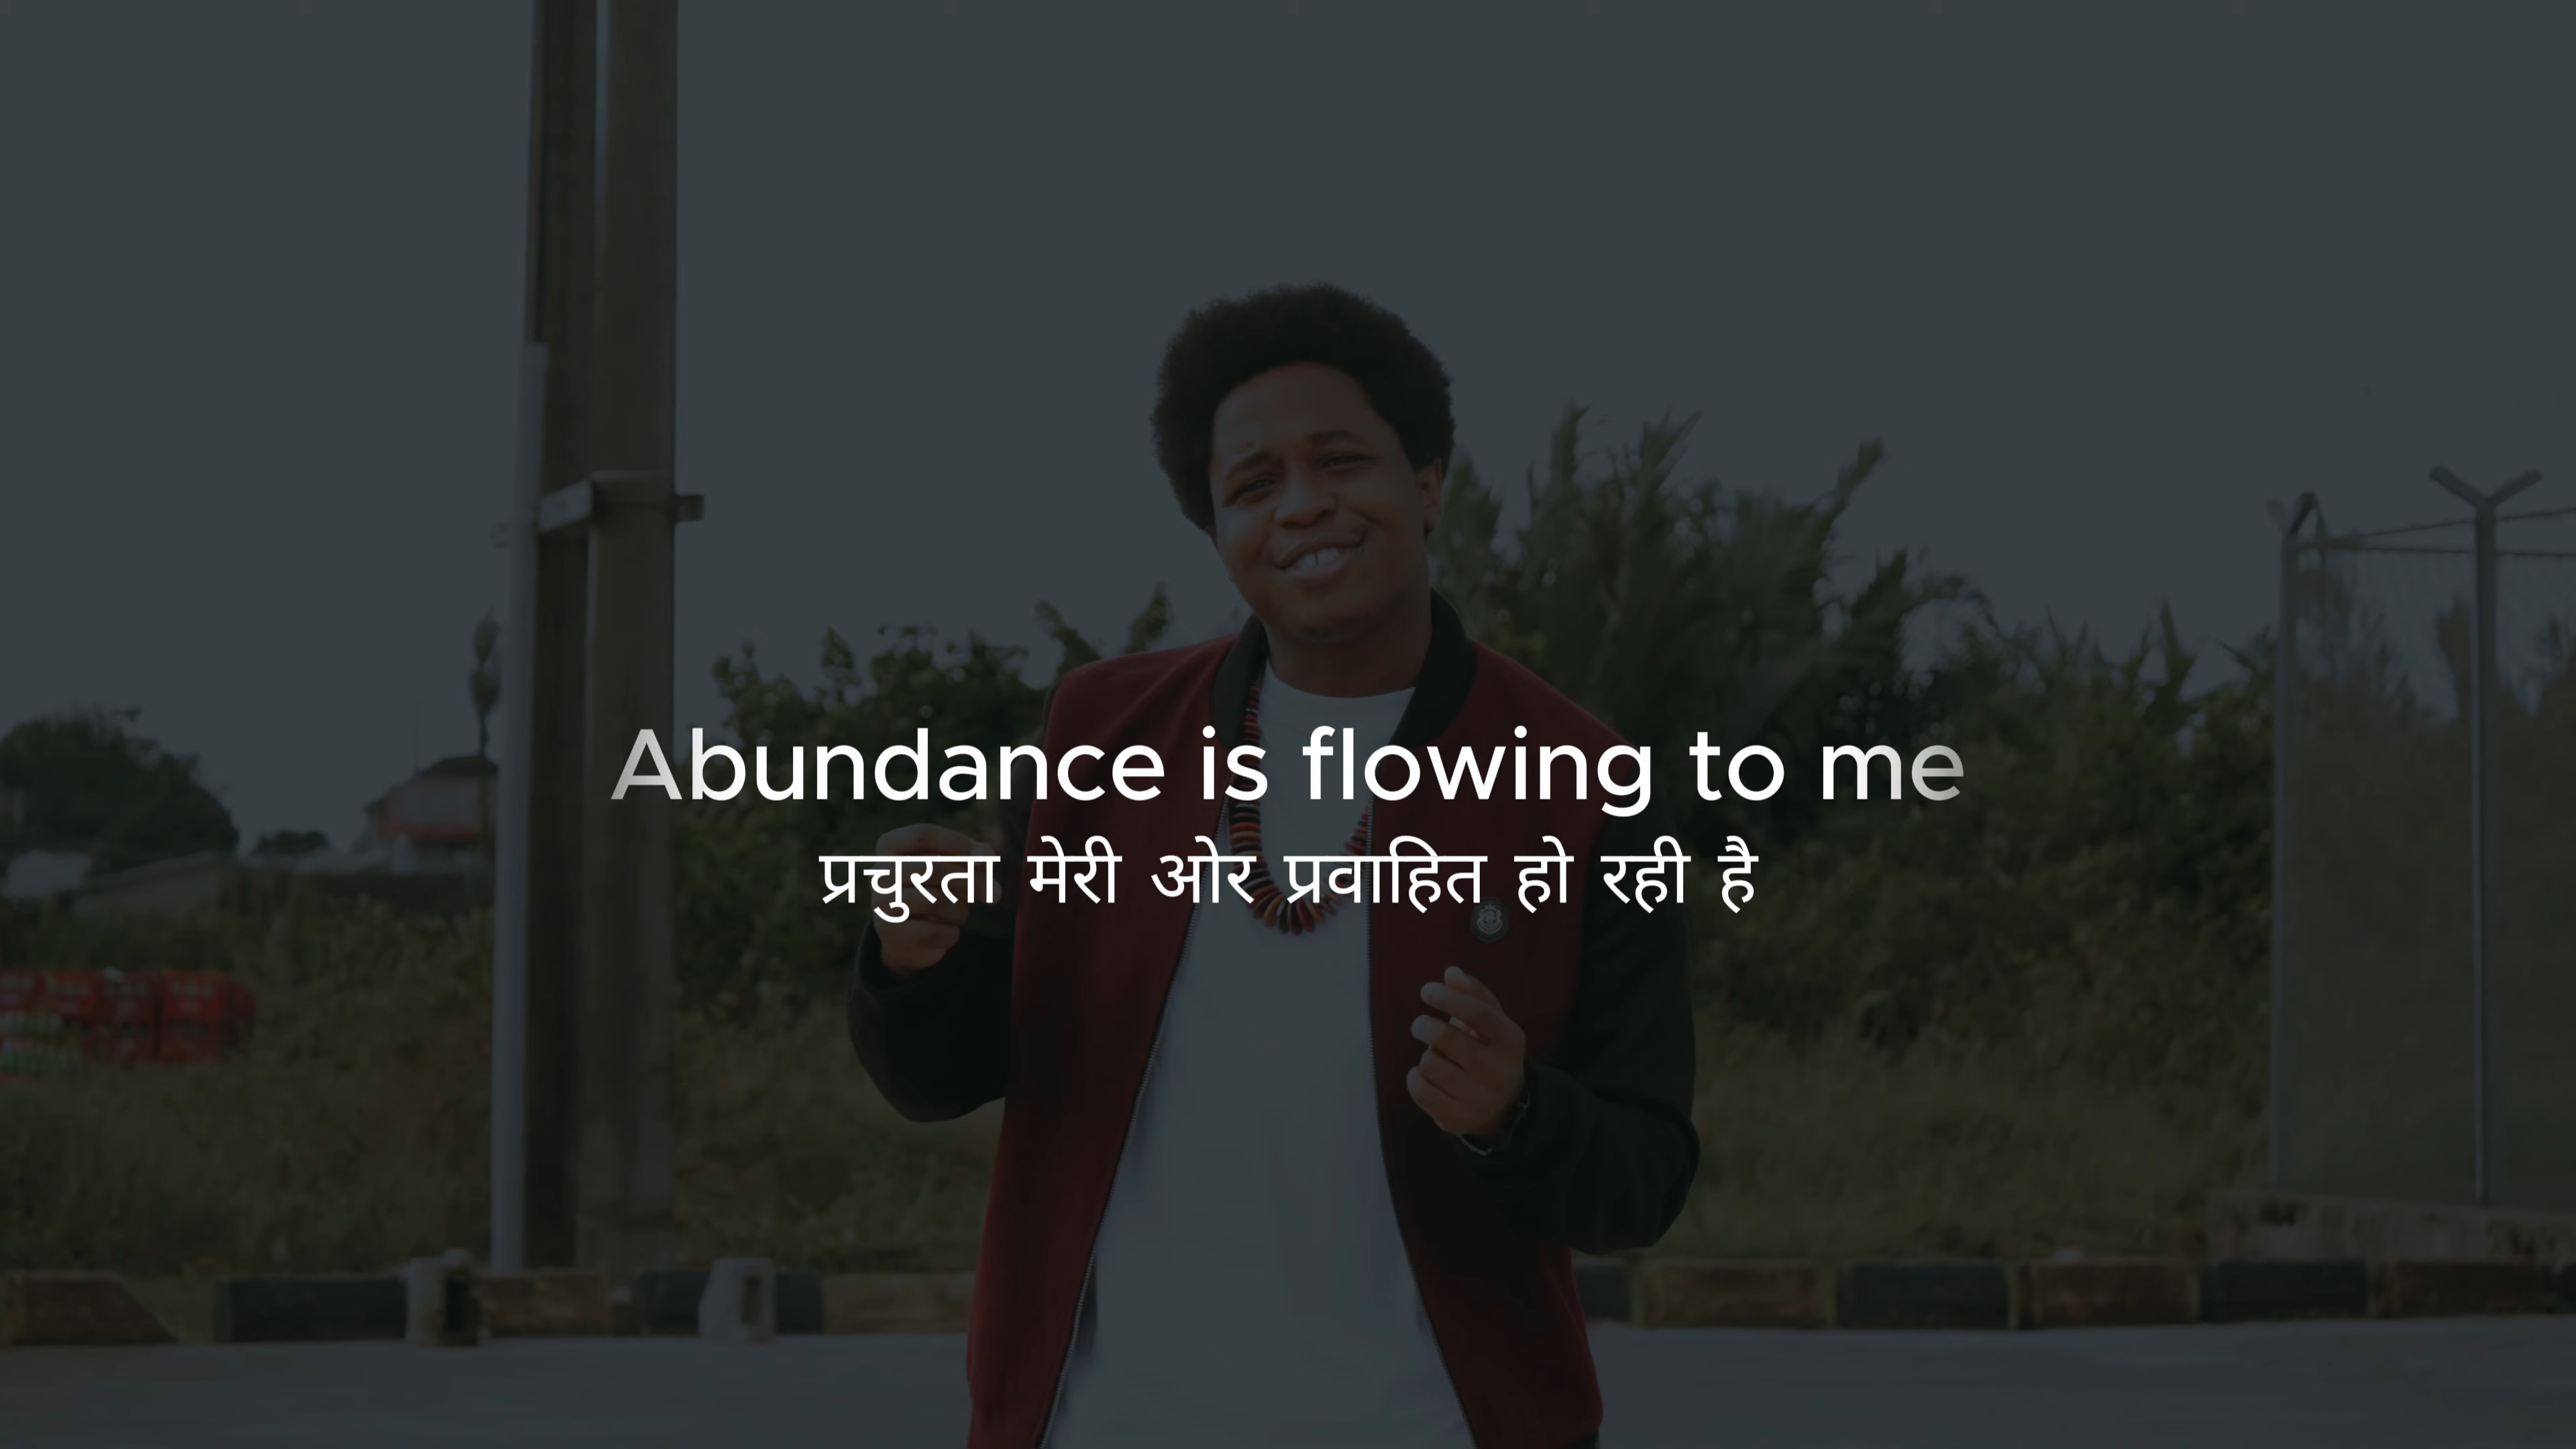 Abundance is flowing to me
प्रचुरता मेरी ओर प्रवाहित हो रही है